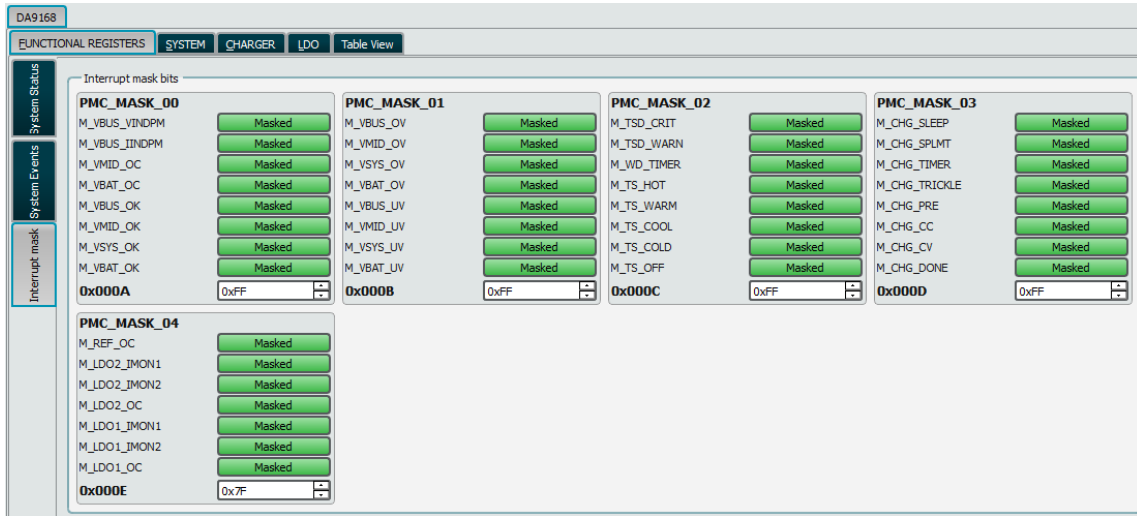 DA9168
FUNCTIONAL REGISTERS SYSTEM CHARGER LDO Table View
System Status
System Events
Interrupt mask
Interrupt mask bits
PMC_MASK_00
M_VBUS_VINDPM Masked
M_VBUS_IINDPM Masked
M_VMID_OC Masked
M_VBAT_OC Masked
M_VBUS_OK Masked
M_VMID_OK Masked
M_VSYS_OK Masked
M_VBAT_OK Masked
0x000A 0xFF
PMC_MASK_01
M_VBUS_OV Masked
M_VMID_OV Masked
M_VSYS_OV Masked
M_VBAT_OV Masked
M_VBUS_UV Masked
M_VMID_UV Masked
M_VSYS_UV Masked
M_VBAT_UV Masked
0x000B 0xFF
PMC_MASK_02
M_TSD_CRIT Masked
M_TSD_WARN Masked
M_WD_TIMER Masked
M_TS_HOT Masked
M_TS_WARM Masked
M_TS_COOL Masked
M_TS_COLD Masked
M_TS_OFF Masked
0x000C 0xFF
PMC_MASK_03
M_CHG_SLEEP Masked
M_CHG_SPLMT Masked
M_CHG_TIMER Masked
M_CHG_TRICKLE Masked
M_CHG_PRE Masked
M_CHG_CC Masked
M_CHG_CV Masked
M_CHG_DONE Masked
0x000D 0xFF
PMC_MASK_04
M_REF_OC Masked
M_LDO2_IMON1 Masked
M_LDO2_IMON2 Masked
M_LDO2_OC Masked
M_LDO1_IMON1 Masked
M_LDO1_IMON2 Masked
M_LDO1_OC Masked
0x000E 0x7F